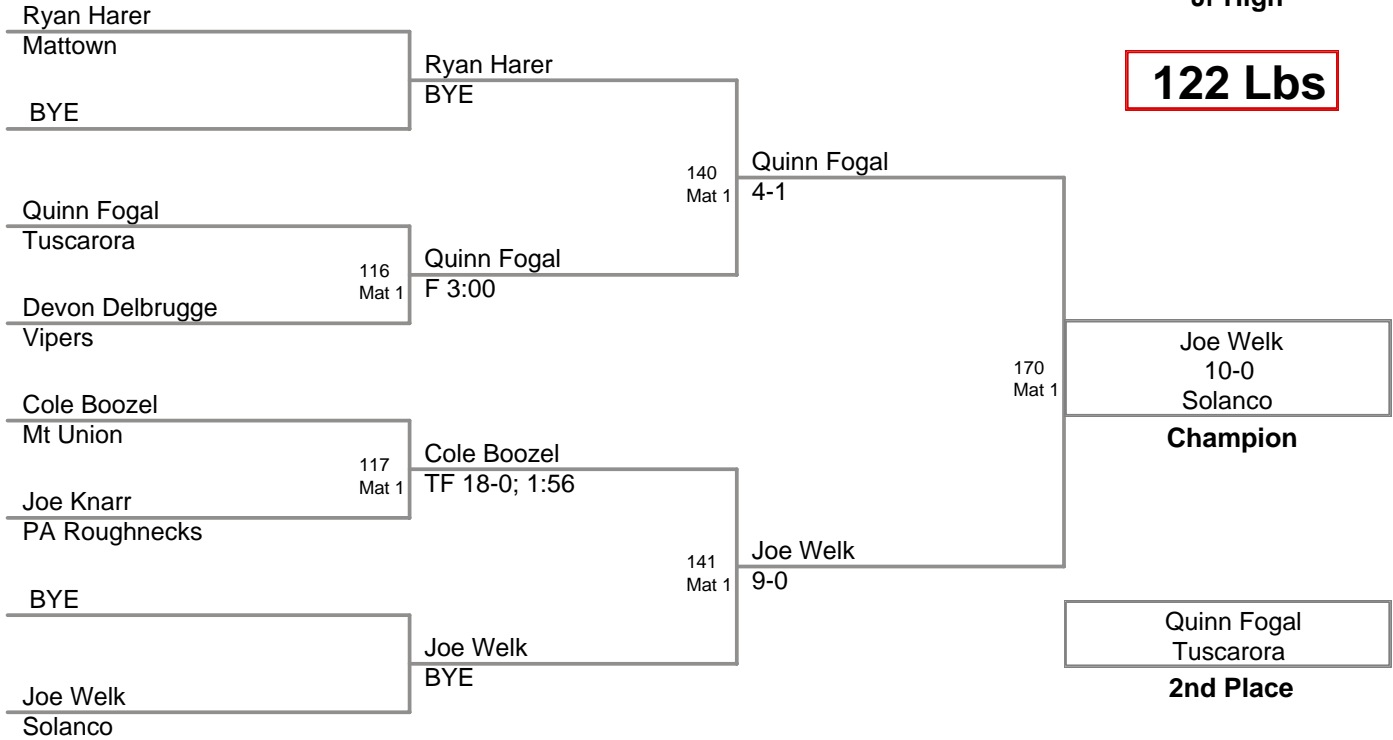 Jr High
122 Lbs
Ryan Harer
Mattown
BYE
Ryan Harer
BYE
Quinn Fogal
Tuscarora
116
Mat 1
Devon Delbrugge
Vipers
Quinn Fogal
F 3:00
140
Mat 1
Quinn Fogal
4-1
Cole Boozel
Mt Union
117
Mat 1
Joe Knarr
PA Roughnecks
Cole Boozel
TF 18-0; 1:56
BYE
Joe Welk
Solanco
Joe Welk
BYE
141
Mat 1
Joe Welk
9-0
170
Mat 1
Joe Welk
10-0
Solanco
Champion
Quinn Fogal
Tuscarora
2nd Place